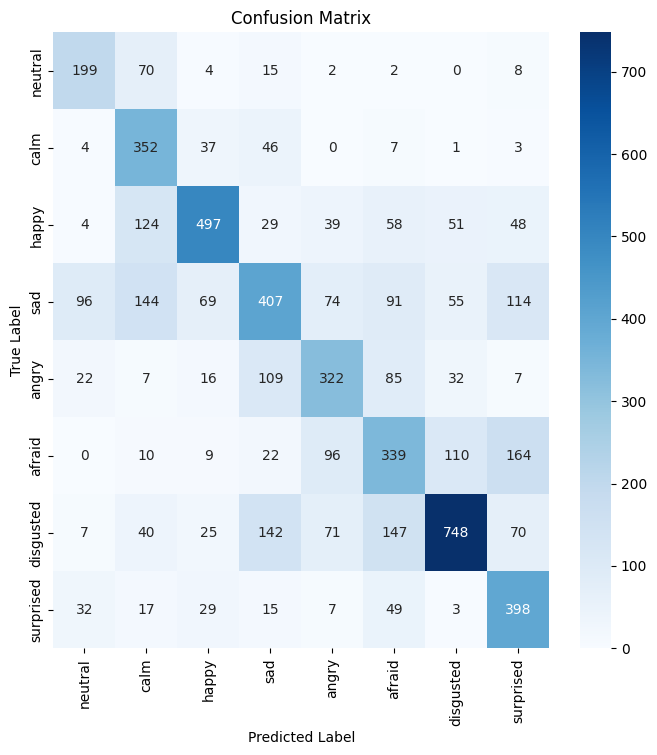 Confusion Matrix
True Label
neutral 199 70 4 15 2 2 0 8
calm 4 352 37 46 0 7 1 3
happy 4 124 497 29 39 58 51 48
sad 96 144 69 407 74 91 55 114
angry 22 7 16 109 322 85 32 7
afraid 0 10 9 22 96 339 110 164
disgusted 7 40 25 142 71 147 748 70
surprised 32 17 29 15 7 49 3 398
neutral calm happy sad angry afraid disgusted surprised
Predicted Label
700
600
500
400
300
200
100
0